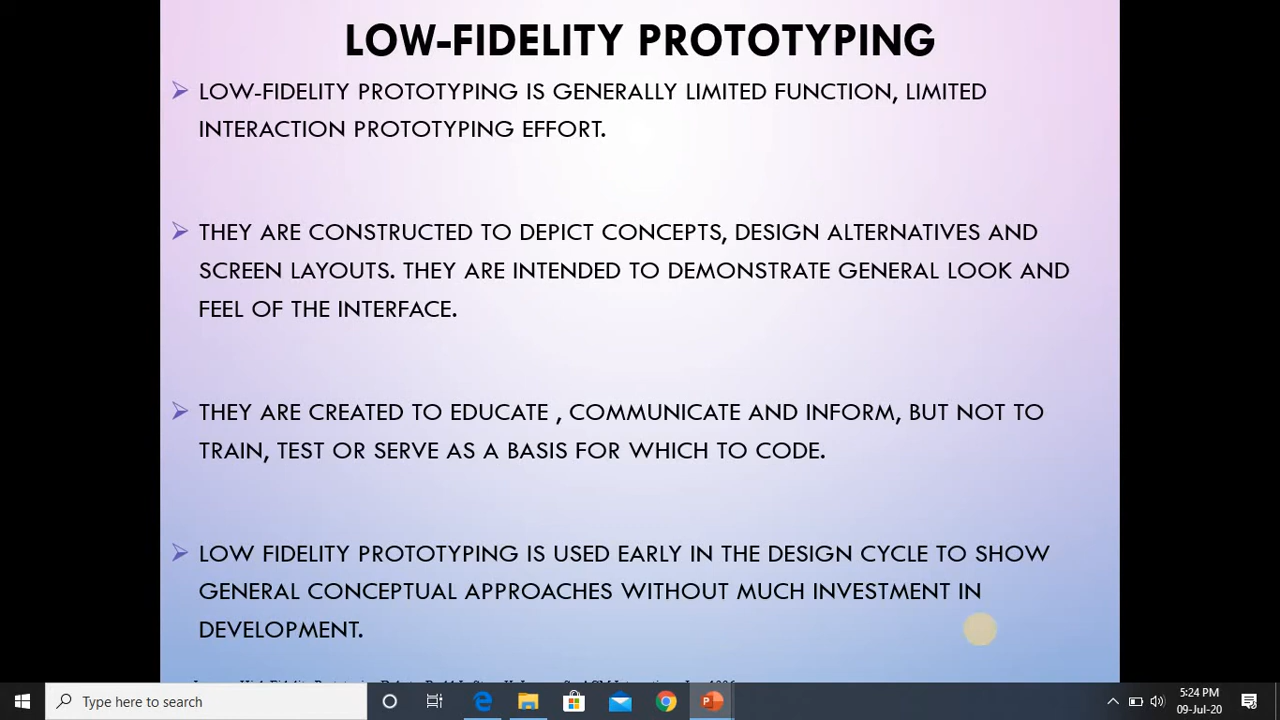 LOW-FIDELITY PROTOTYPING
LOW-FIDELITY PROTOTYPING IS GENERALLY LIMITED FUNCTION, LIMITED
INTERACTION PROTOTYPING EFFORT.
THEY ARE CONSTRUCTED TO DEPICT CONCEPTS, DESIGN ALTERNATIVES AND
SCREEN LAYOUTS. THEY ARE INTENDED TO DEMONSTRATE GENERAL LOOK AND
FEEL OF THE INTERFACE.
THEY ARE CREATED TO EDUCATE , COMMUNICATE AND INFORM, BUT NOT TO
TRAIN, TEST OR SERVE AS A BASIS FOR WHICH TO CODE.
LOW FIDELITY PROTOTYPING IS USED EARLY IN THE DESIGN CYCLE TO SHOW
GENERAL CONCEPTUAL APPROACHES WITHOUT MUCH INVESTMENT IN
DEVELOPMENT.
Type here to search
5:24 PM
09-Jul-20